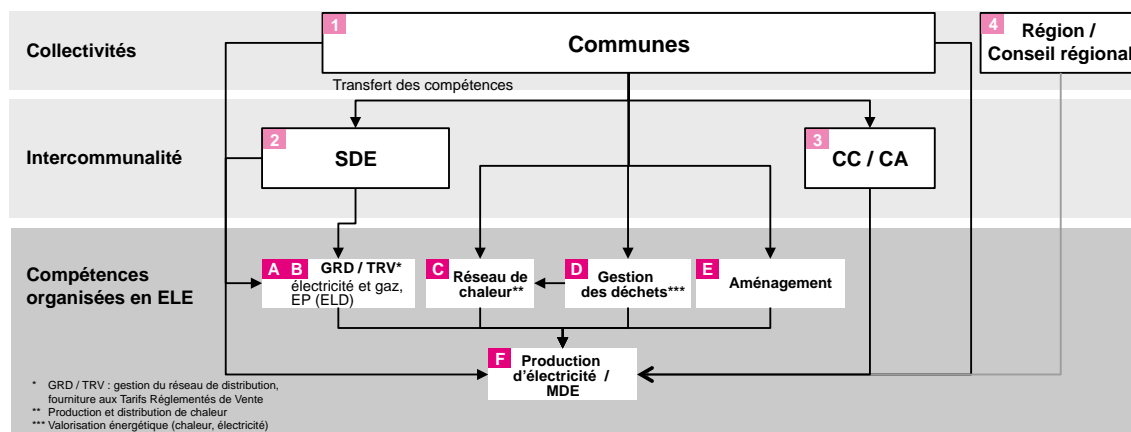 1
Communes
4
Région /
Conseil régional
Collectivités
Transfert des compétences
Intercommunalité
2
SDE
3
CC / CA
Compétences
organisées en ELE
A B GRD / TRV*
électricité et gaz,
EP (ELD)
C Réseau de
chaleur**
D Gestion
des déchets***
E Aménagement
F Production
d'électricité /
MDE
* GRD / TRV : gestion du réseau de distribution,
fourniture aux Tarifs Réglementés de Vente
** Production et distribution de chaleur
*** Valorisation énergétique (chaleur, électricité)